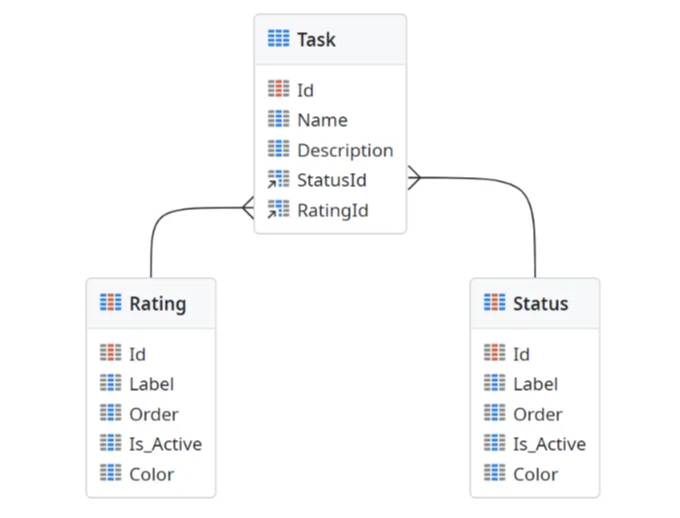 Task
Id
Name
Description
StatusId
RatingId
Rating
Id
Label
Order
Is_Active
Color
Status
Id
Label
Order
Is_Active
Color